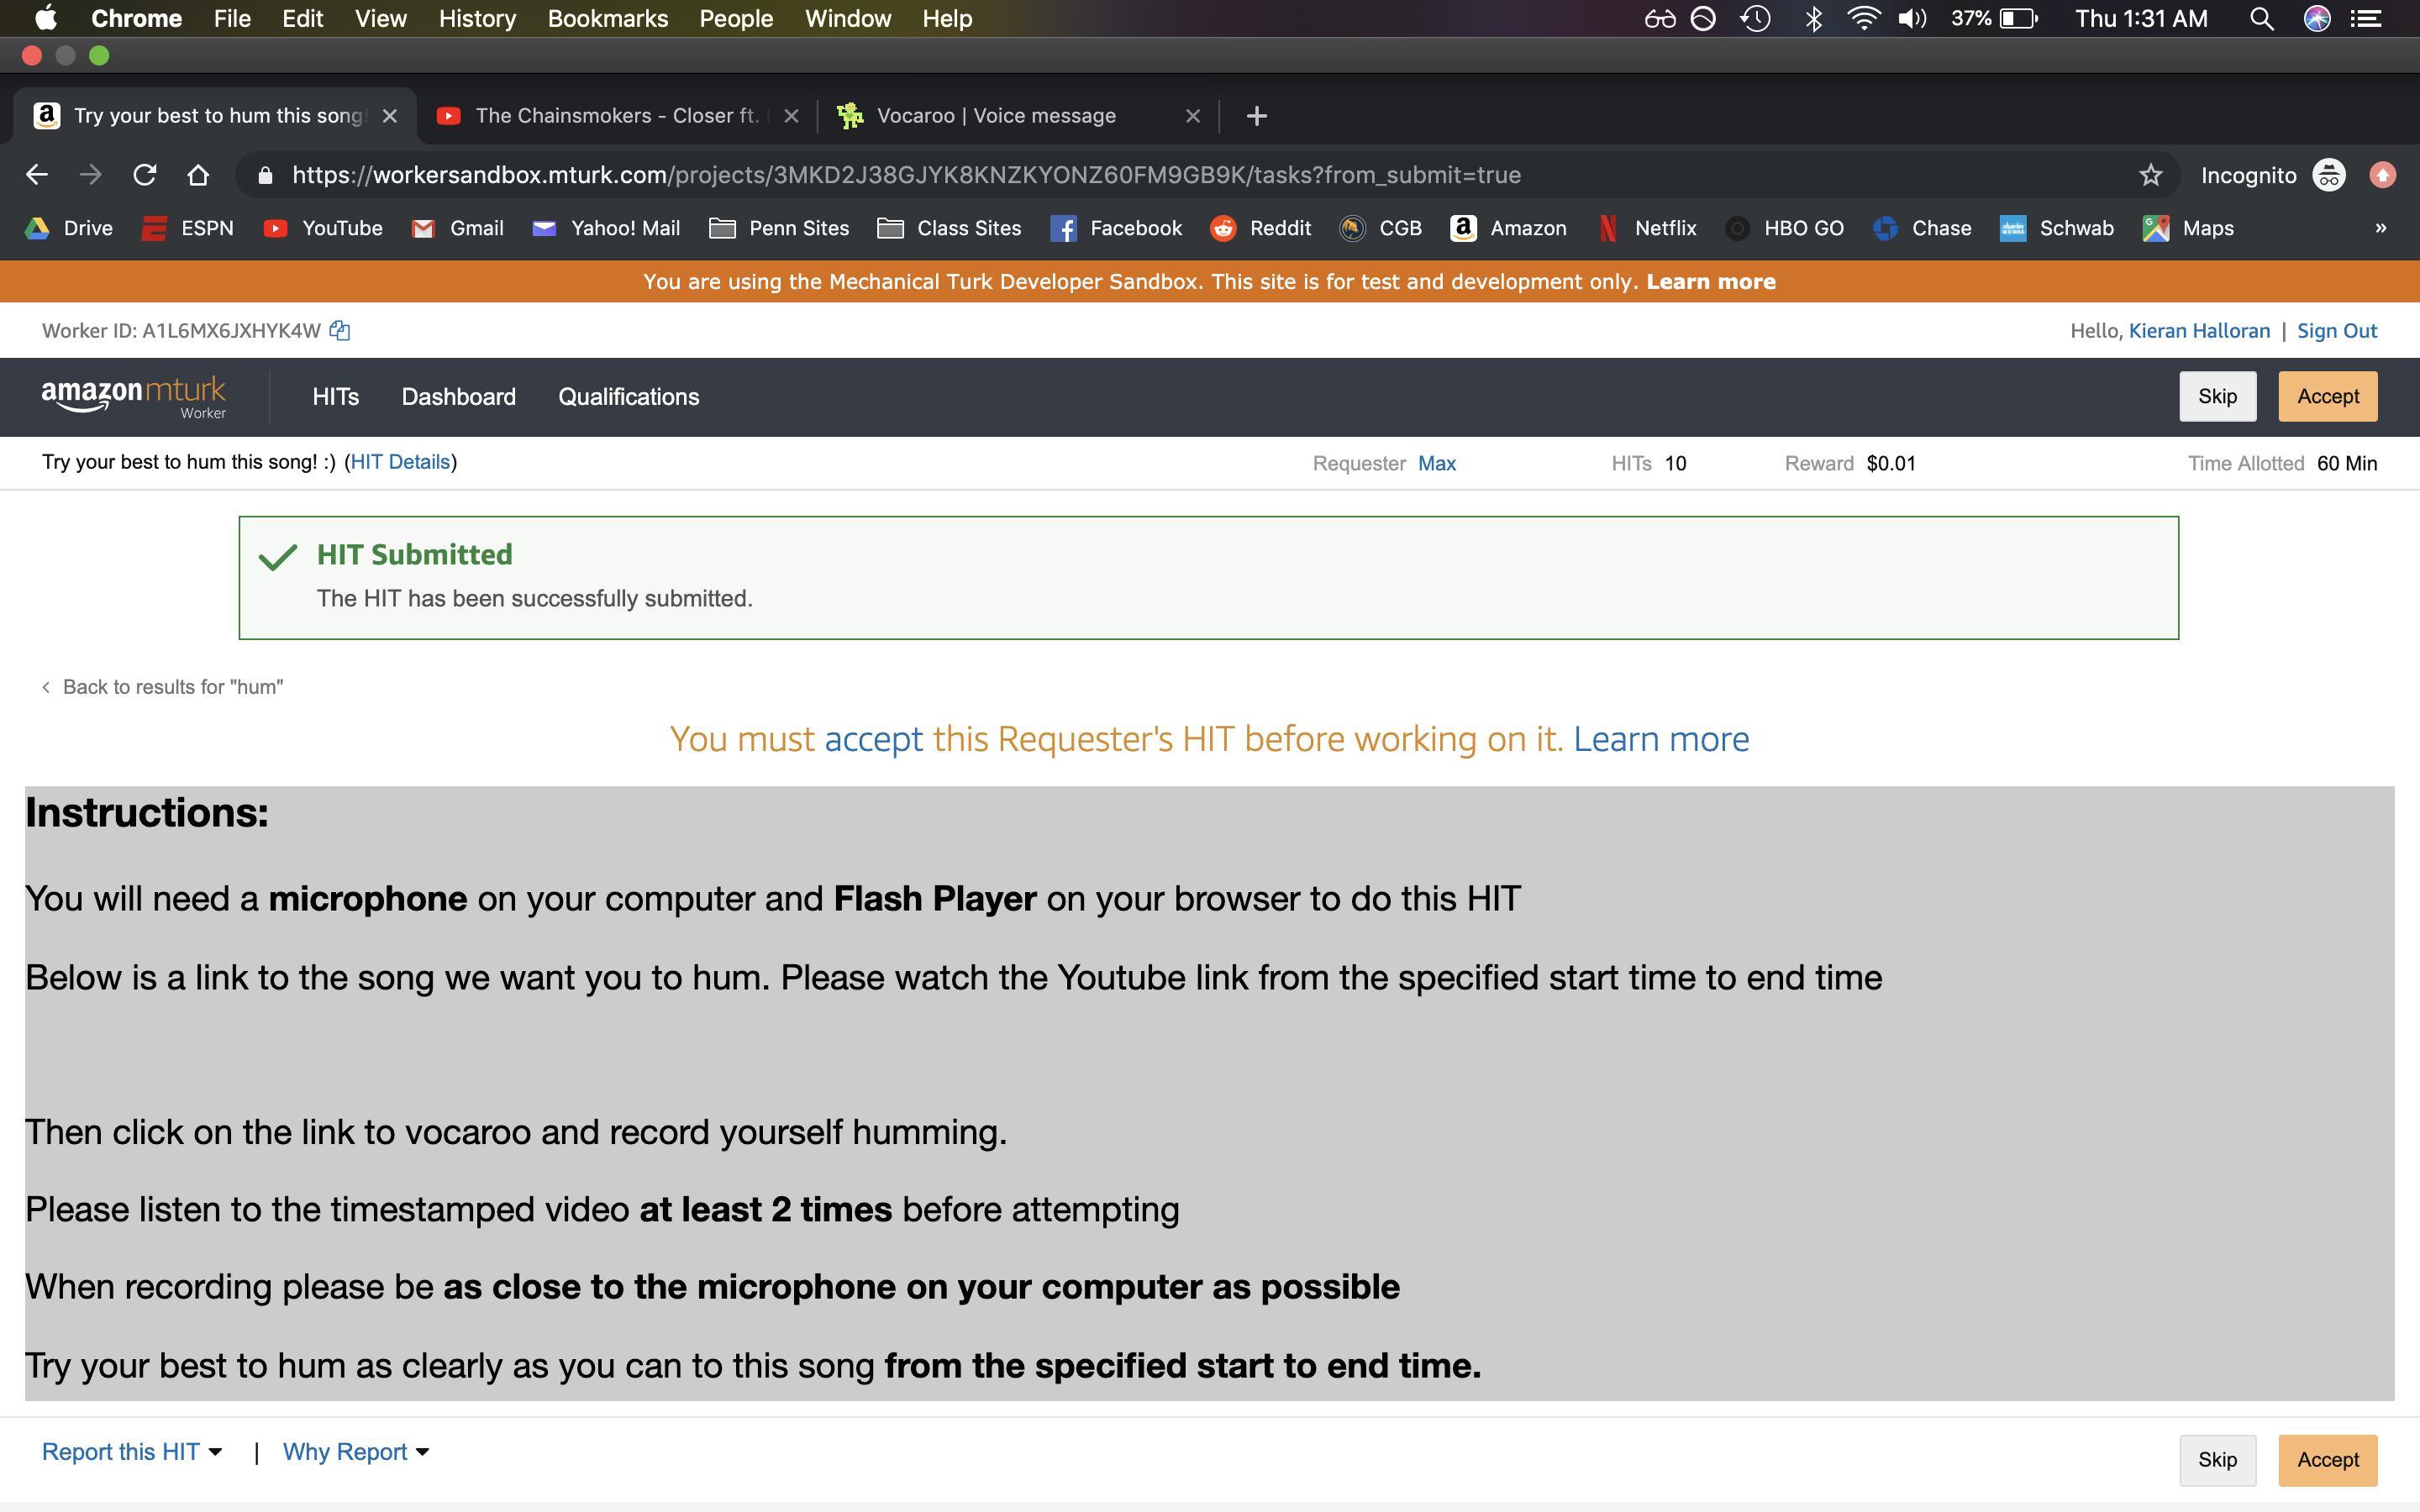 Chrome File Edit View History Bookmarks People Window Help 37% Thu 1:31 AM
Try your best to hum this song! The Chainsmokers - Closer ft. Vocaroo | Voice message
https://workersandbox.mturk.com/projects/3MKD2J38GJYK8KNZKYONZ60FM9GB9K/tasks?from_submit=true Incognito
Drive ESPN YouTube Gmail Yahoo! Mail Penn Sites Class Sites Facebook Reddit CGB Amazon Netflix HBO GO Chase Schwab Maps »
You are using the Mechanical Turk Developer Sandbox. This site is for test and development only. Learn more
Worker ID: A1L6MX6JXHYK4W Hello, Kieran Halloran | Sign Out
amazonmturk HITs Dashboard Qualifications Skip Accept
Worker
Try your best to hum this song! :) (HIT Details) Requester Max HITs 10 Reward $0.01 Time Allotted 60 Min
HIT Submitted
The HIT has been successfully submitted.
Back to results for "hum"
You must accept this Requester's HIT before working on it. Learn more
Instructions:
You will need a microphone on your computer and Flash Player on your browser to do this HIT
Below is a link to the song we want you to hum. Please watch the Youtube link from the specified start time to end time
Then click on the link to vocaroo and record yourself humming.
Please listen to the timestamped video at least 2 times before attempting
When recording please be as close to the microphone on your computer as possible
Try your best to hum as clearly as you can to this song from the specified start to end time.
Report this HIT | Why Report Skip Accept